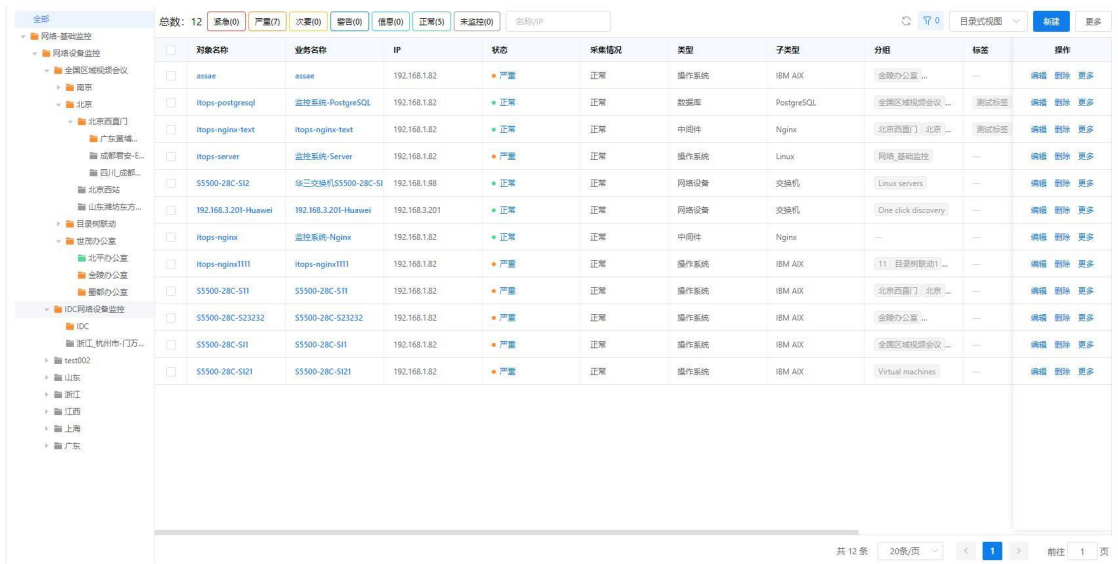 全部
网络-基础监控
网络设备监控
全国区域视频会议
南京
北京
北京西直门
广东黄埔...
成都君安-E...
四川_成都...
北京西站
山东潍坊东方...
目录树联动
世茂办公室
北平办公室
金陵办公室
蜀都办公室
IDC网络设备监控
IDC
浙江_杭州市-门万...
test002
山东
浙江
江西
上海
广东
总数: 12 紧急(0) 严重(7) 次要(0) 警告(0) 信息(0) 正常(5) 未监控(0) 名称/IP 0 目录式视图 新建 更多
对象名称 业务名称 IP 状态 采集情况 类型 子类型 分组 标签 操作
assae assae 192.168.1.82 严重 正常 操作系统 IBM AIX 金陵办公室 ... — 编辑 删除 更多
itops-postgresql 监控系统-PostgreSQL 192.168.1.82 正常 正常 数据库 PostgreSQL 全国区域视频会议 ... 测试标签 编辑 删除 更多
itops-nginx-text itops-nginx-text 192.168.1.82 正常 正常 中间件 Nginx 北京西直门 北京 ... 测试标签 编辑 删除 更多
itops-server 监控系统-Server 192.168.1.82 严重 正常 操作系统 Linux 网络_基础监控 — 编辑 删除 更多
S5500-28C-SI2 华三交换机S5500-28C-SI 192.168.1.98 正常 正常 网络设备 交换机 Linux servers — 编辑 删除 更多
192.168.3.201-Huawei 192.168.3.201-Huawei 192.168.3.201 正常 正常 网络设备 交换机 One click discovery — 编辑 删除 更多
itops-nginx 监控系统-Nginx 192.168.1.82 正常 正常 中间件 Nginx — — 编辑 删除 更多
itops-nginx1111 itops-nginx1111 192.168.1.82 严重 正常 操作系统 IBM AIX 11 目录树联动1 ... — 编辑 删除 更多
S5500-28C-S11 S5500-28C-S11 192.168.1.82 严重 正常 操作系统 IBM AIX 北京西直门 北京 ... — 编辑 删除 更多
S5500-28C-S23232 S5500-28C-S23232 192.168.1.82 严重 正常 操作系统 IBM AIX 金陵办公室 ... — 编辑 删除 更多
S5500-28C-SI1 S5500-28C-SI1 192.168.1.82 严重 正常 操作系统 IBM AIX 全国区域视频会议 ... — 编辑 删除 更多
S5500-28C-SI21 S5500-28C-SI21 192.168.1.82 严重 正常 操作系统 IBM AIX Virtual machines — 编辑 删除 更多
共 12 条 20条/页 1 前往 1 页